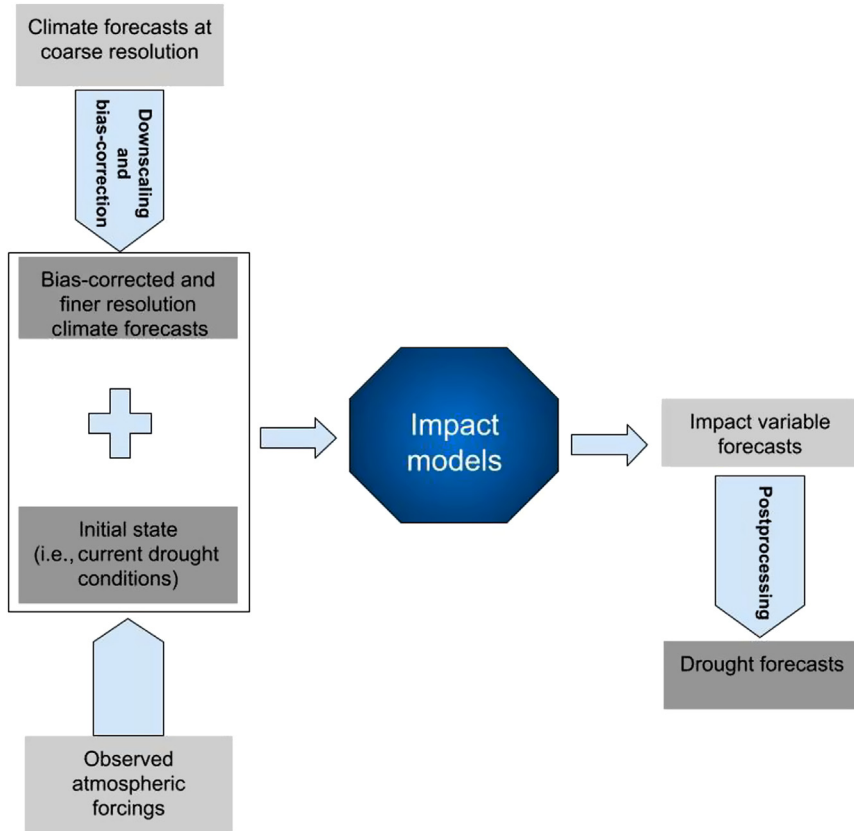 Climate forecasts at
coarse resolution
Downscaling
and
bias-correction
Bias-corrected and
finer resolution
climate forecasts
Initial state
(i.e., current drought
conditions)
Observed
atmospheric
forcings
Impact
models
Impact variable
forecasts
Postprocessing
Drought forecasts